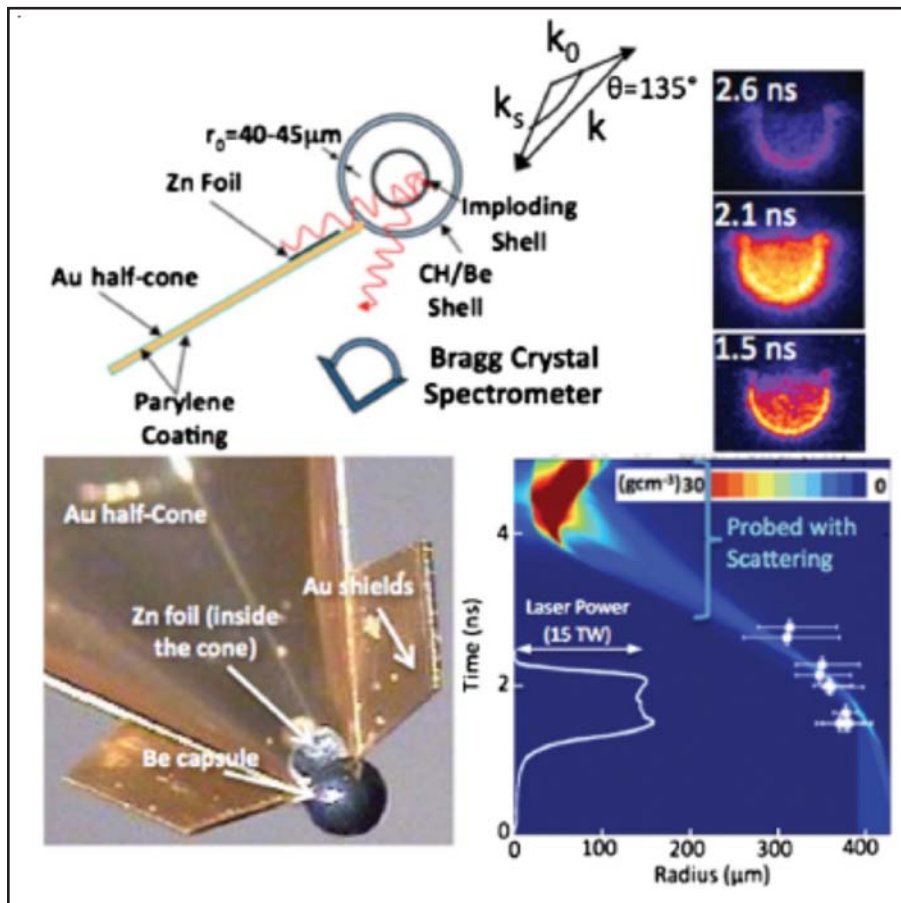 k₀
θ=135°
kₛ
k
r₀=40-45μm
Zn Foil
Imploding
Shell
Au half-cone
CH/Be
Shell
Parylene
Coating
Bragg Crystal
Spectrometer
2.6 ns
2.1 ns
1.5 ns
Au half-Cone
Au shields
Zn foil (inside
the cone)
Be capsule
(gcm⁻³) 30
0
Probed with
Scattering
Laser Power
(15 TW)
Time (ns)
4
2
0
0
100
200
300
400
Radius (μm)